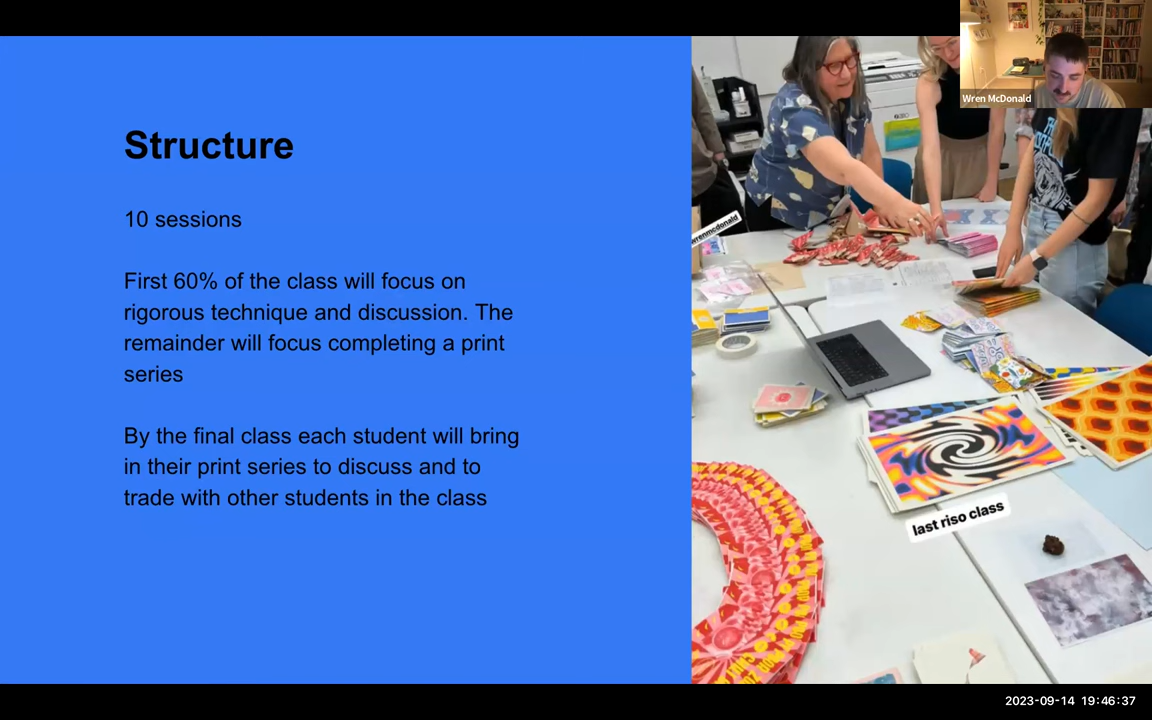 Structure
10 sessions
First 60% of the class will focus on
rigorous technique and discussion. The
remainder will focus completing a print
series
By the final class each student will bring
in their print series to discuss and to
trade with other students in the class
Wren McDonald
wrenmcdonald
last riso class
2023-09-14 19:46:37